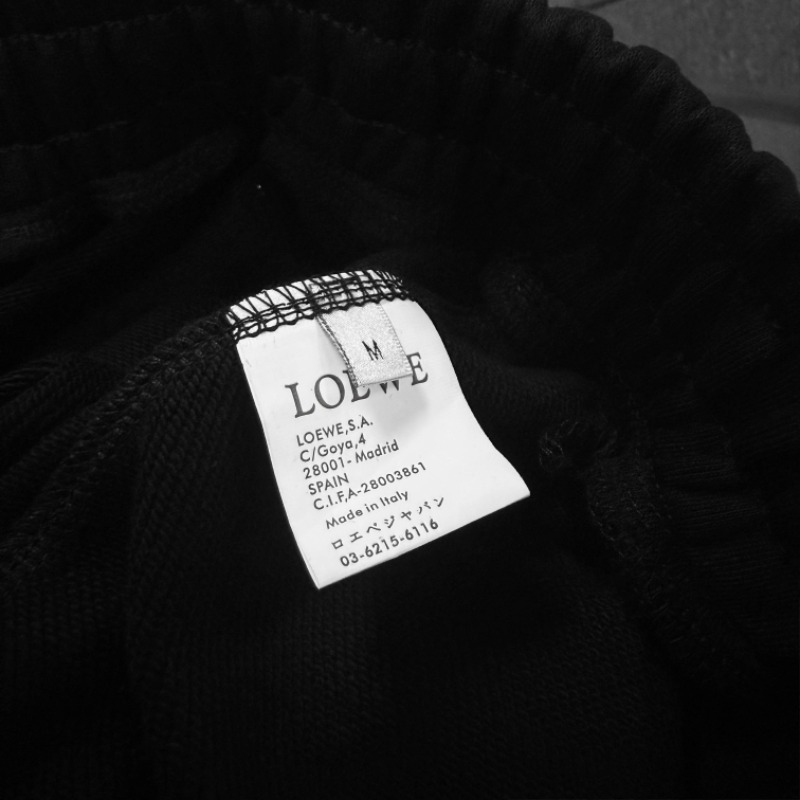 M
LOEWE
LOEWE,S.A.
C/Goya,4
28001- Madrid
SPAIN
C.I.F,A-28003861
Made in Italy
ロエベジャパン
03-6215-6116